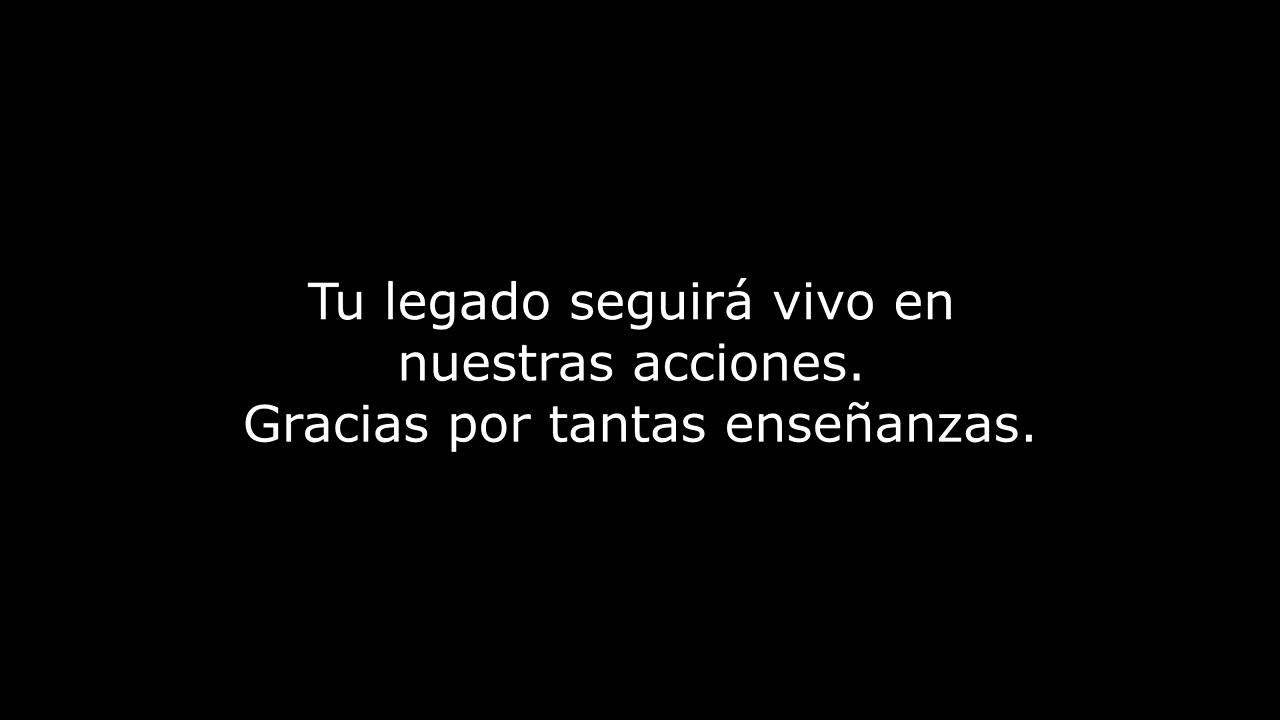 Tu legado seguirá vivo en
nuestras acciones.
Gracias por tantas enseñanzas.